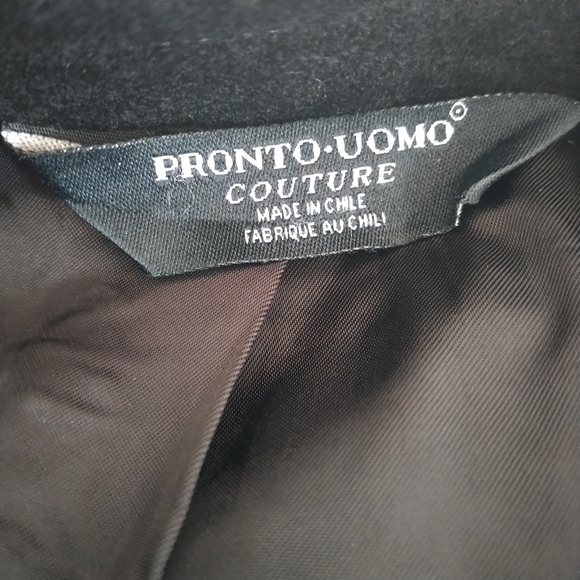 PRONTO·UOMO®
COUTURE
MADE IN CHILE
FABRIQUE AU CHILI